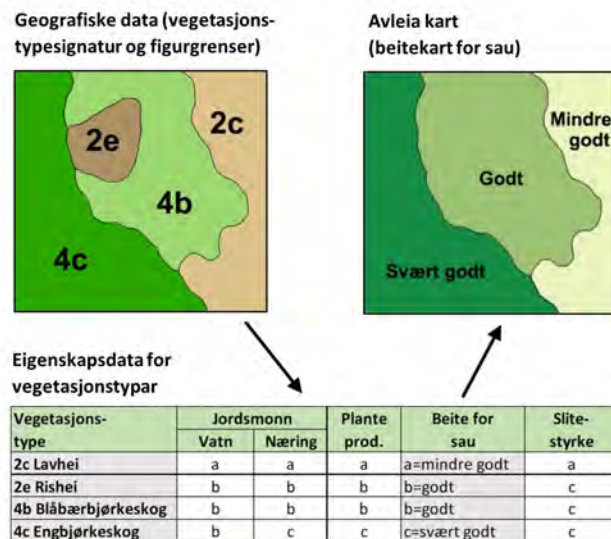 Geografiske data (vegetasjons-
typesignatur og figurgrenser)
Avleia kart
(beitekart for sau)
2e
2c
4b
4c
Mindre
godt
Godt
Svært godt
Eigenskapsdata for
vegetasjonstypar
Vegetasjons-
type
Jordsmonn
Vatn Næring
Plante
prod.
Beite for
sau
Slite-
styrke
2c Lavhei a a a a=mindre godt a
2e Rishei b b b b=godt c
4b Blåbærbjørkeskog b b b b=godt c
4c Engbjørkeskog b c c c=svært godt c